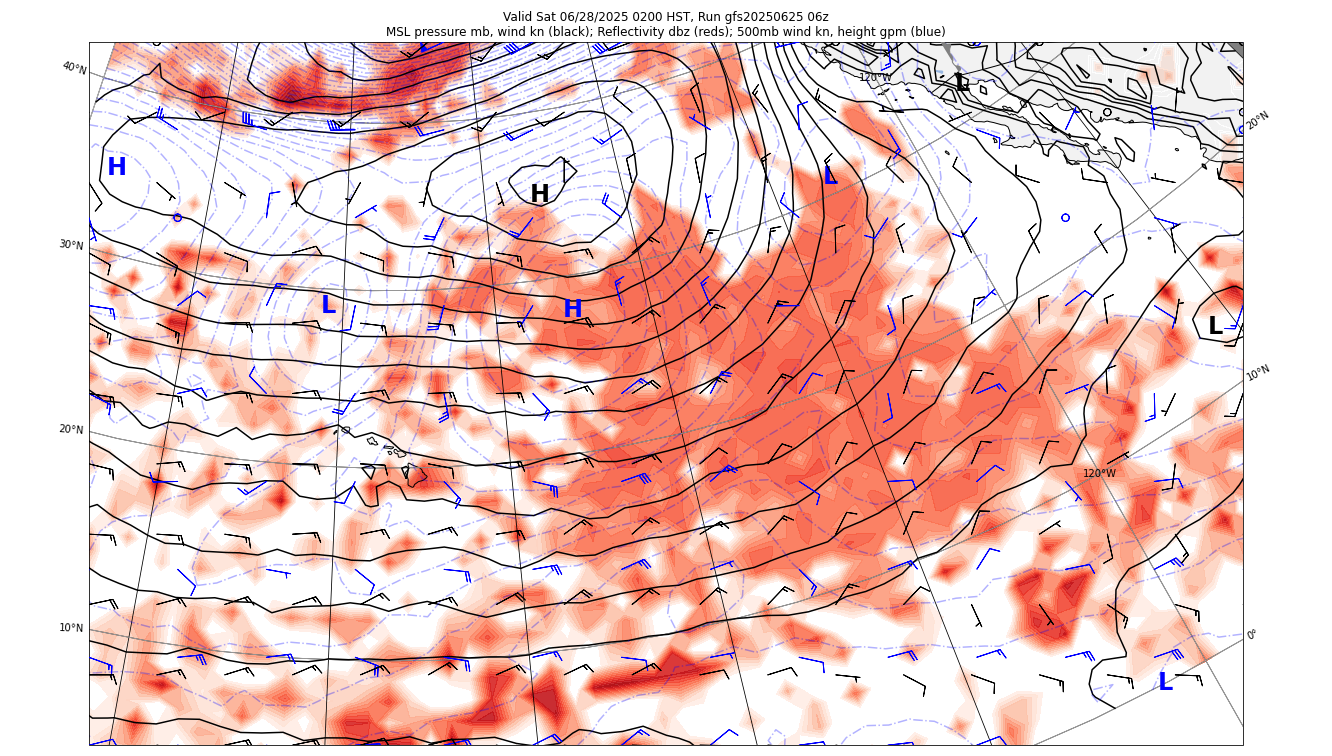 Valid Sat 06/28/2025 0200 HST, Run gfs20250625 06z
MSL pressure mb, wind kn (black); Reflectivity dbz (reds); 500mb wind kn, height gpm (blue)
40°N
120°W
L
20°N
H
L
H
30°N
L
H
L
10°N
20°N
120°W
10°N
0°
L